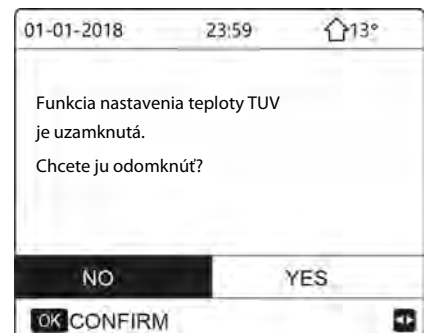 01-01-2018 23:59 13°
Funkcia nastavenia teploty TUV
je uzamknutá.
Chcete ju odomknúť?
NO YES
OK CONFIRM